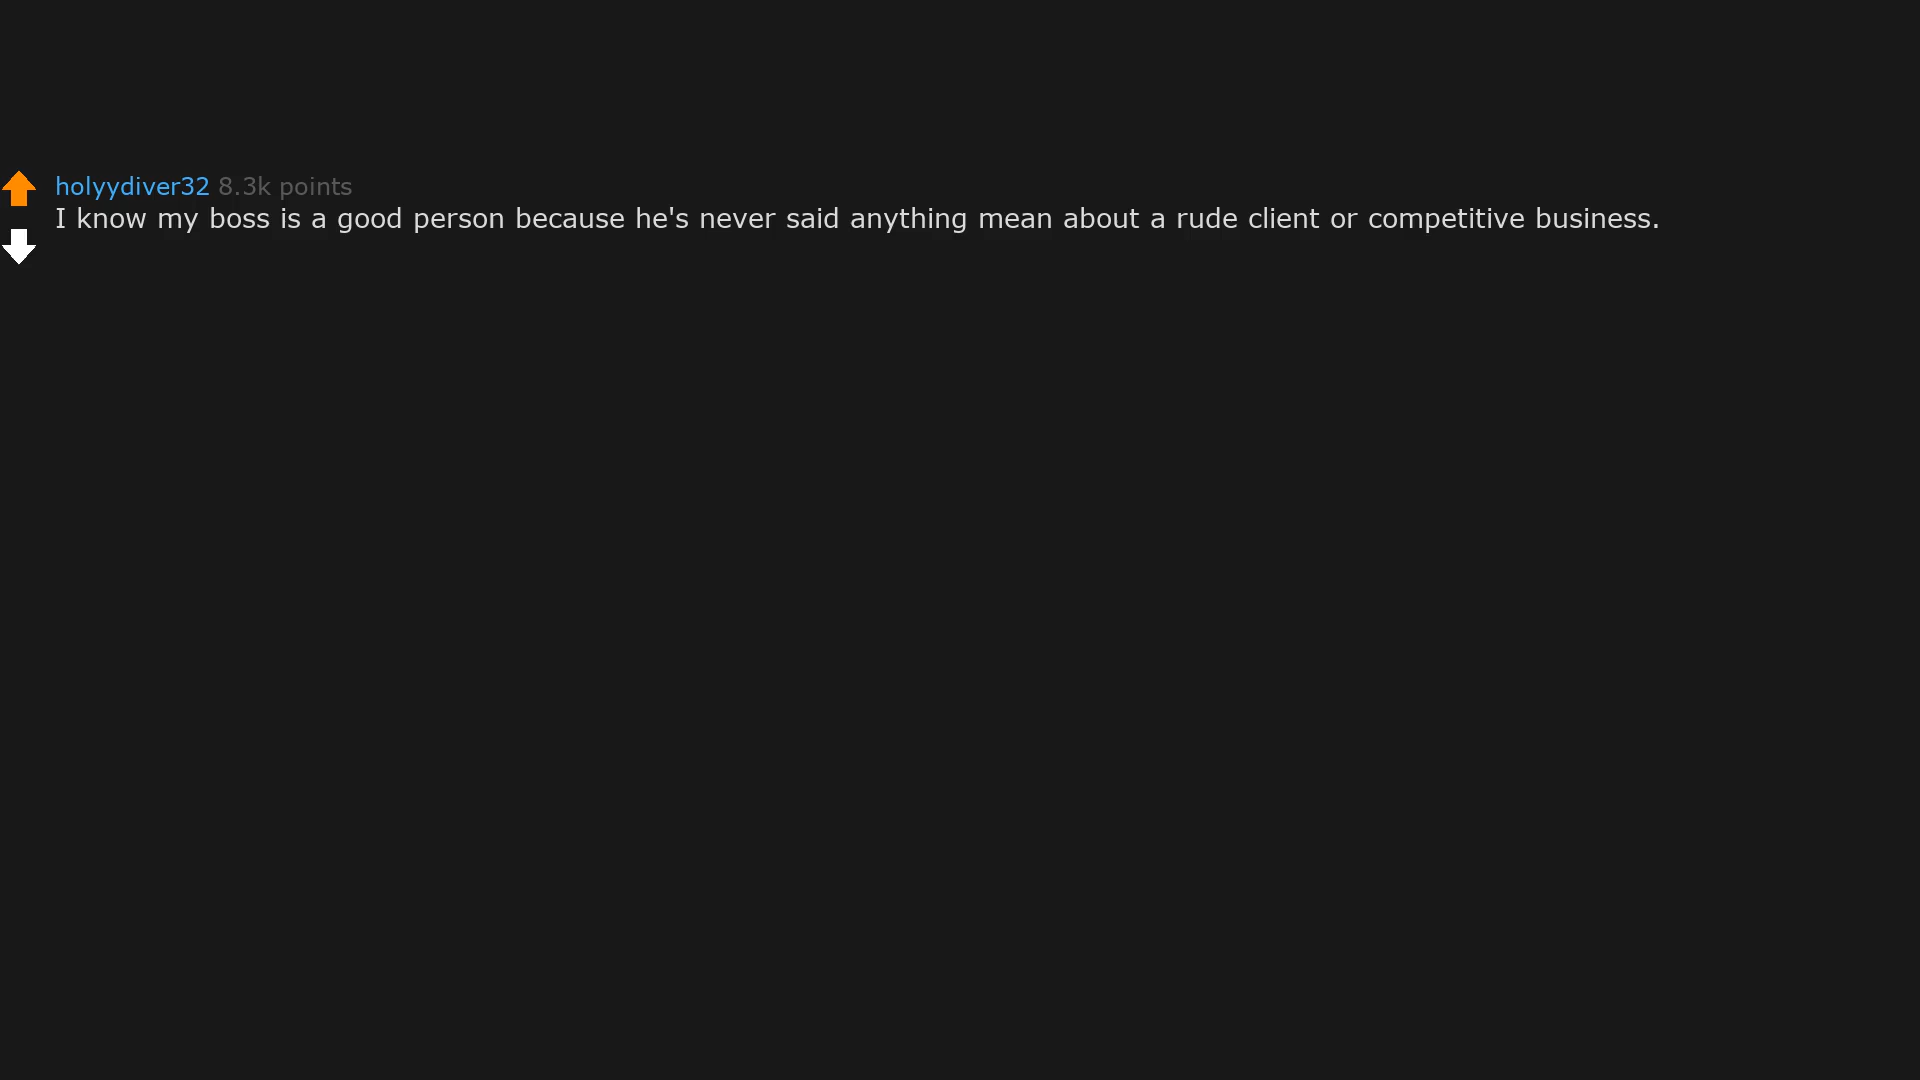 holyydiver32 8.3k points
I know my boss is a good person because he's never said anything mean about a rude client or competitive business.